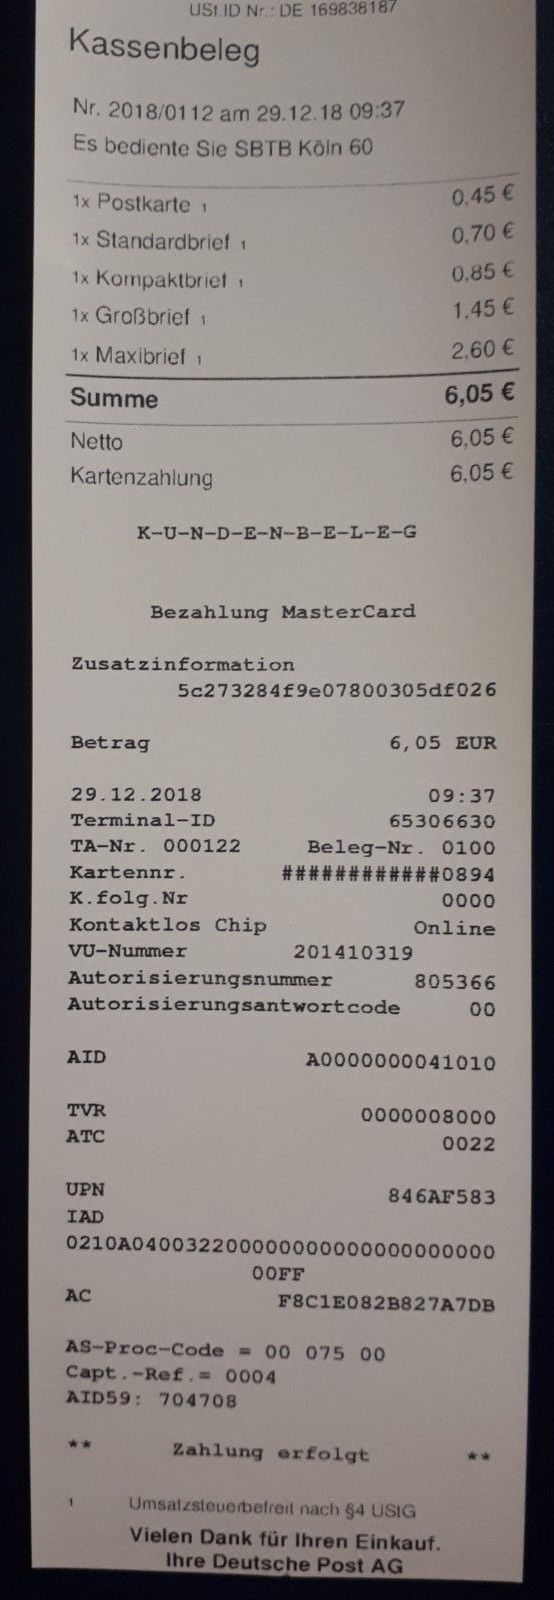 USt.ID Nr.: DE 169838187
Kassenbeleg
Nr. 2018/0112 am 29.12.18 09:37
Es bediente Sie SBTB Köln 60
1x Postkarte 1 0,45 €
1x Standardbrief 1 0,70 €
1x Kompaktbrief 1 0,85 €
1x Großbrief 1 1,45 €
1x Maxibrief 1 2,60 €
Summe 6,05 €
Netto 6,05 €
Kartenzahlung 6,05 €
K-U-N-D-E-N-B-E-L-E-G
Bezahlung MasterCard
Zusatzinformation
5c273284f9e07800305df026
Betrag 6,05 EUR
29.12.2018 09:37
Terminal-ID 65306630
TA-Nr. 000122 Beleg-Nr. 0100
Kartennr. ############0894
K.folg.Nr 0000
Kontaktlos Chip Online
VU-Nummer 201410319
Autorisierungsnummer 805366
Autorisierungsantwortcode 00
AID A0000000041010
TVR 0000008000
ATC 0022
UPN 846AF583
IAD
0210A040032200000000000000000000
00FF
AC F8C1E082B827A7DB
AS-Proc-Code = 00 075 00
Capt.-Ref.= 0004
AID59: 704708
** Zahlung erfolgt **
1 Umsatzsteuerbefreit nach §4 UStG
Vielen Dank für Ihren Einkauf.
Ihre Deutsche Post AG